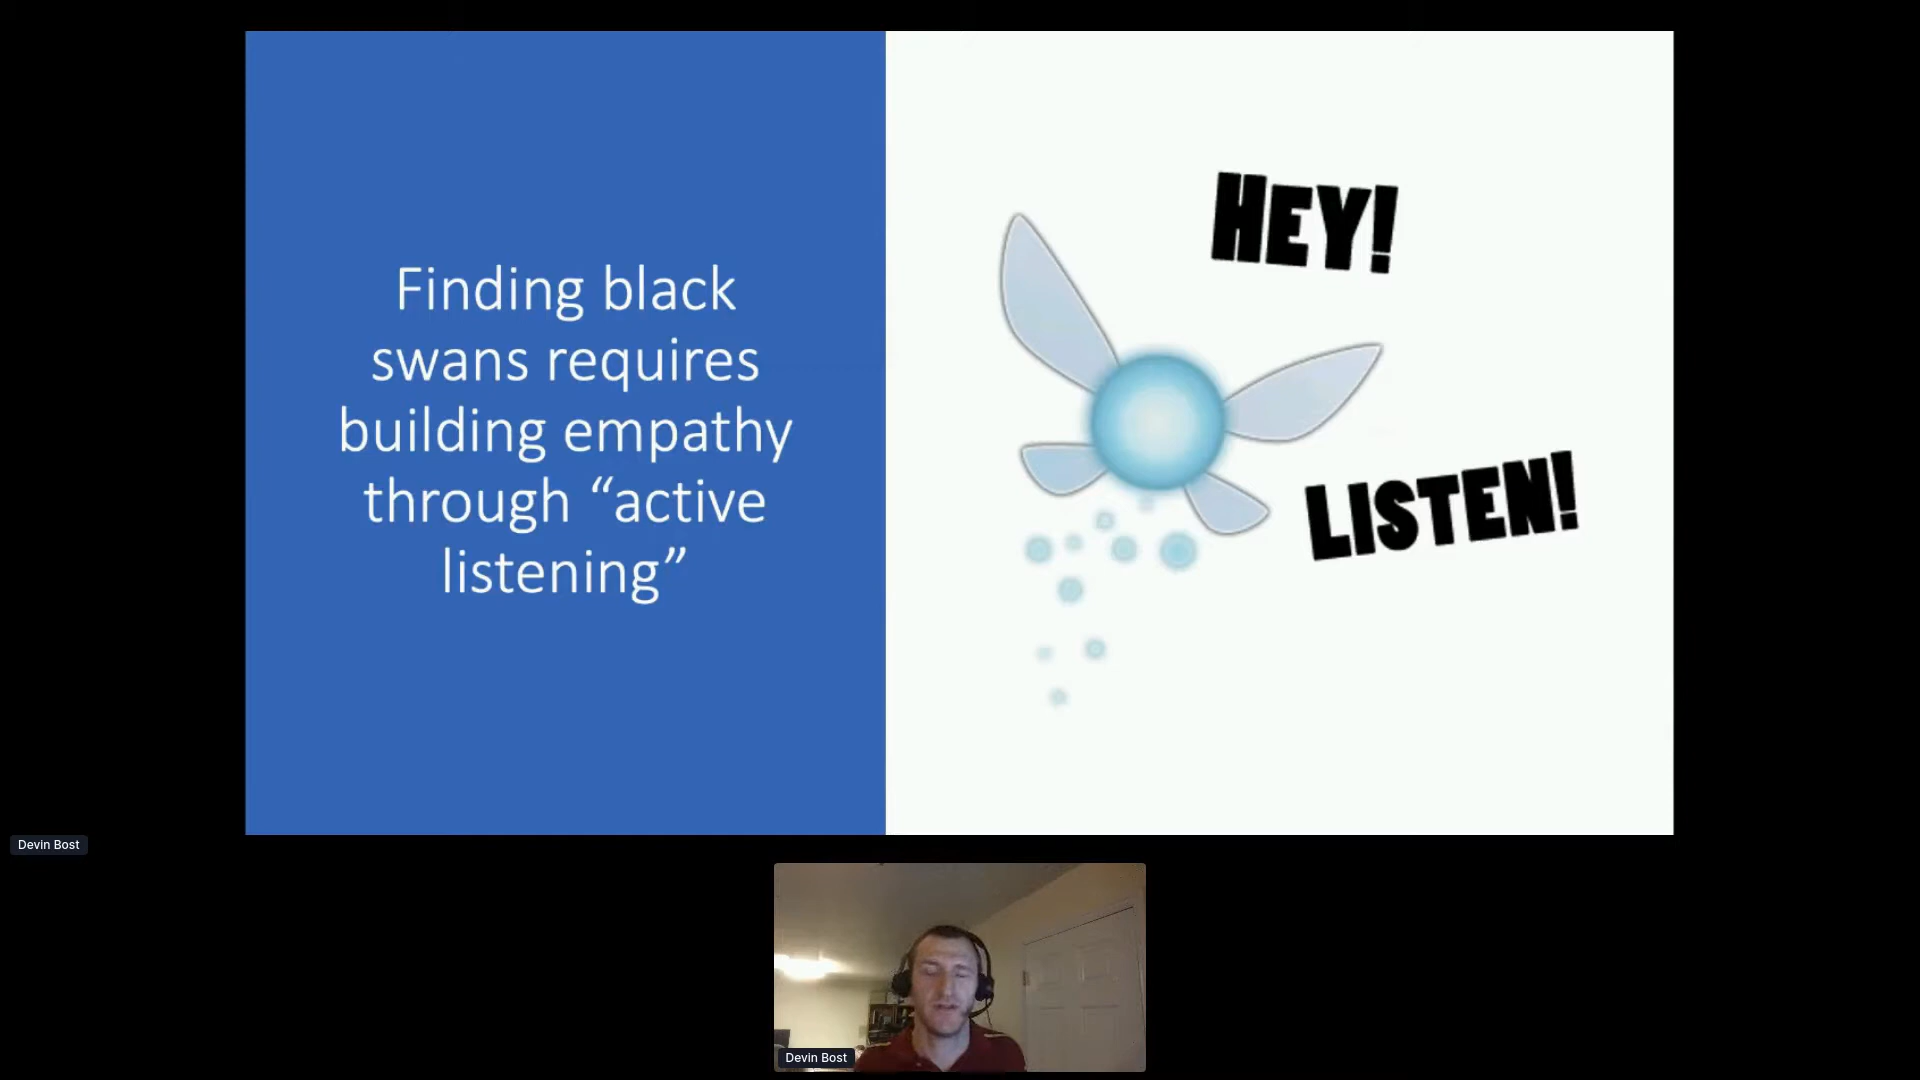 Finding black
swans requires
building empathy
through “active
listening”
HEY!
LISTEN!
Devin Bost
Devin Bost